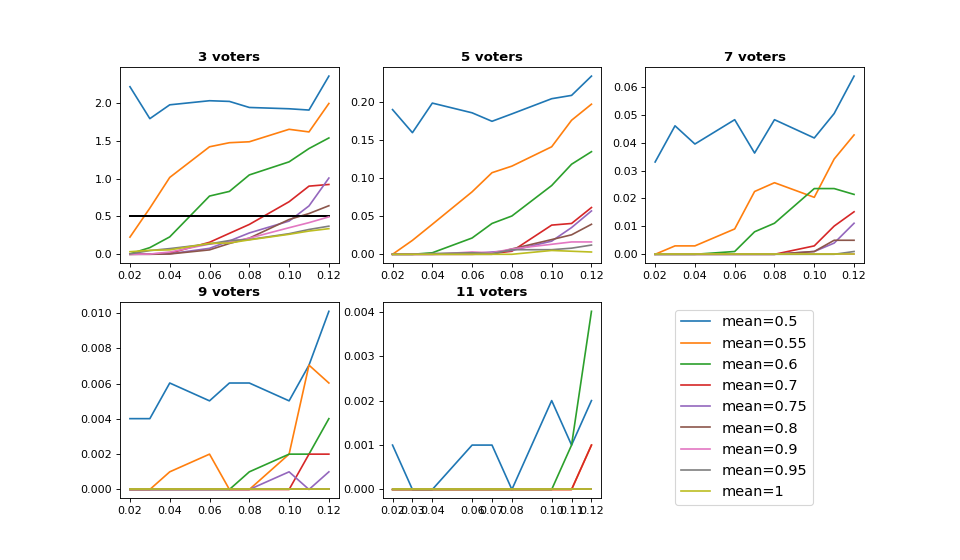 3 voters
5 voters
7 voters
2.0
1.5
1.0
0.5
0.0
0.02 0.04 0.06 0.08 0.10 0.12
0.20
0.15
0.10
0.05
0.00
0.02 0.04 0.06 0.08 0.10 0.12
0.06
0.05
0.04
0.03
0.02
0.01
0.00
0.02 0.04 0.06 0.08 0.10 0.12
9 voters
11 voters
0.010
0.008
0.006
0.004
0.002
0.000
0.02 0.04 0.06 0.08 0.10 0.12
0.004
0.003
0.002
0.001
0.000
0.02 0.03 0.04 0.06 0.07 0.08 0.10 0.11 0.12
mean=0.5
mean=0.55
mean=0.6
mean=0.7
mean=0.75
mean=0.8
mean=0.9
mean=0.95
mean=1